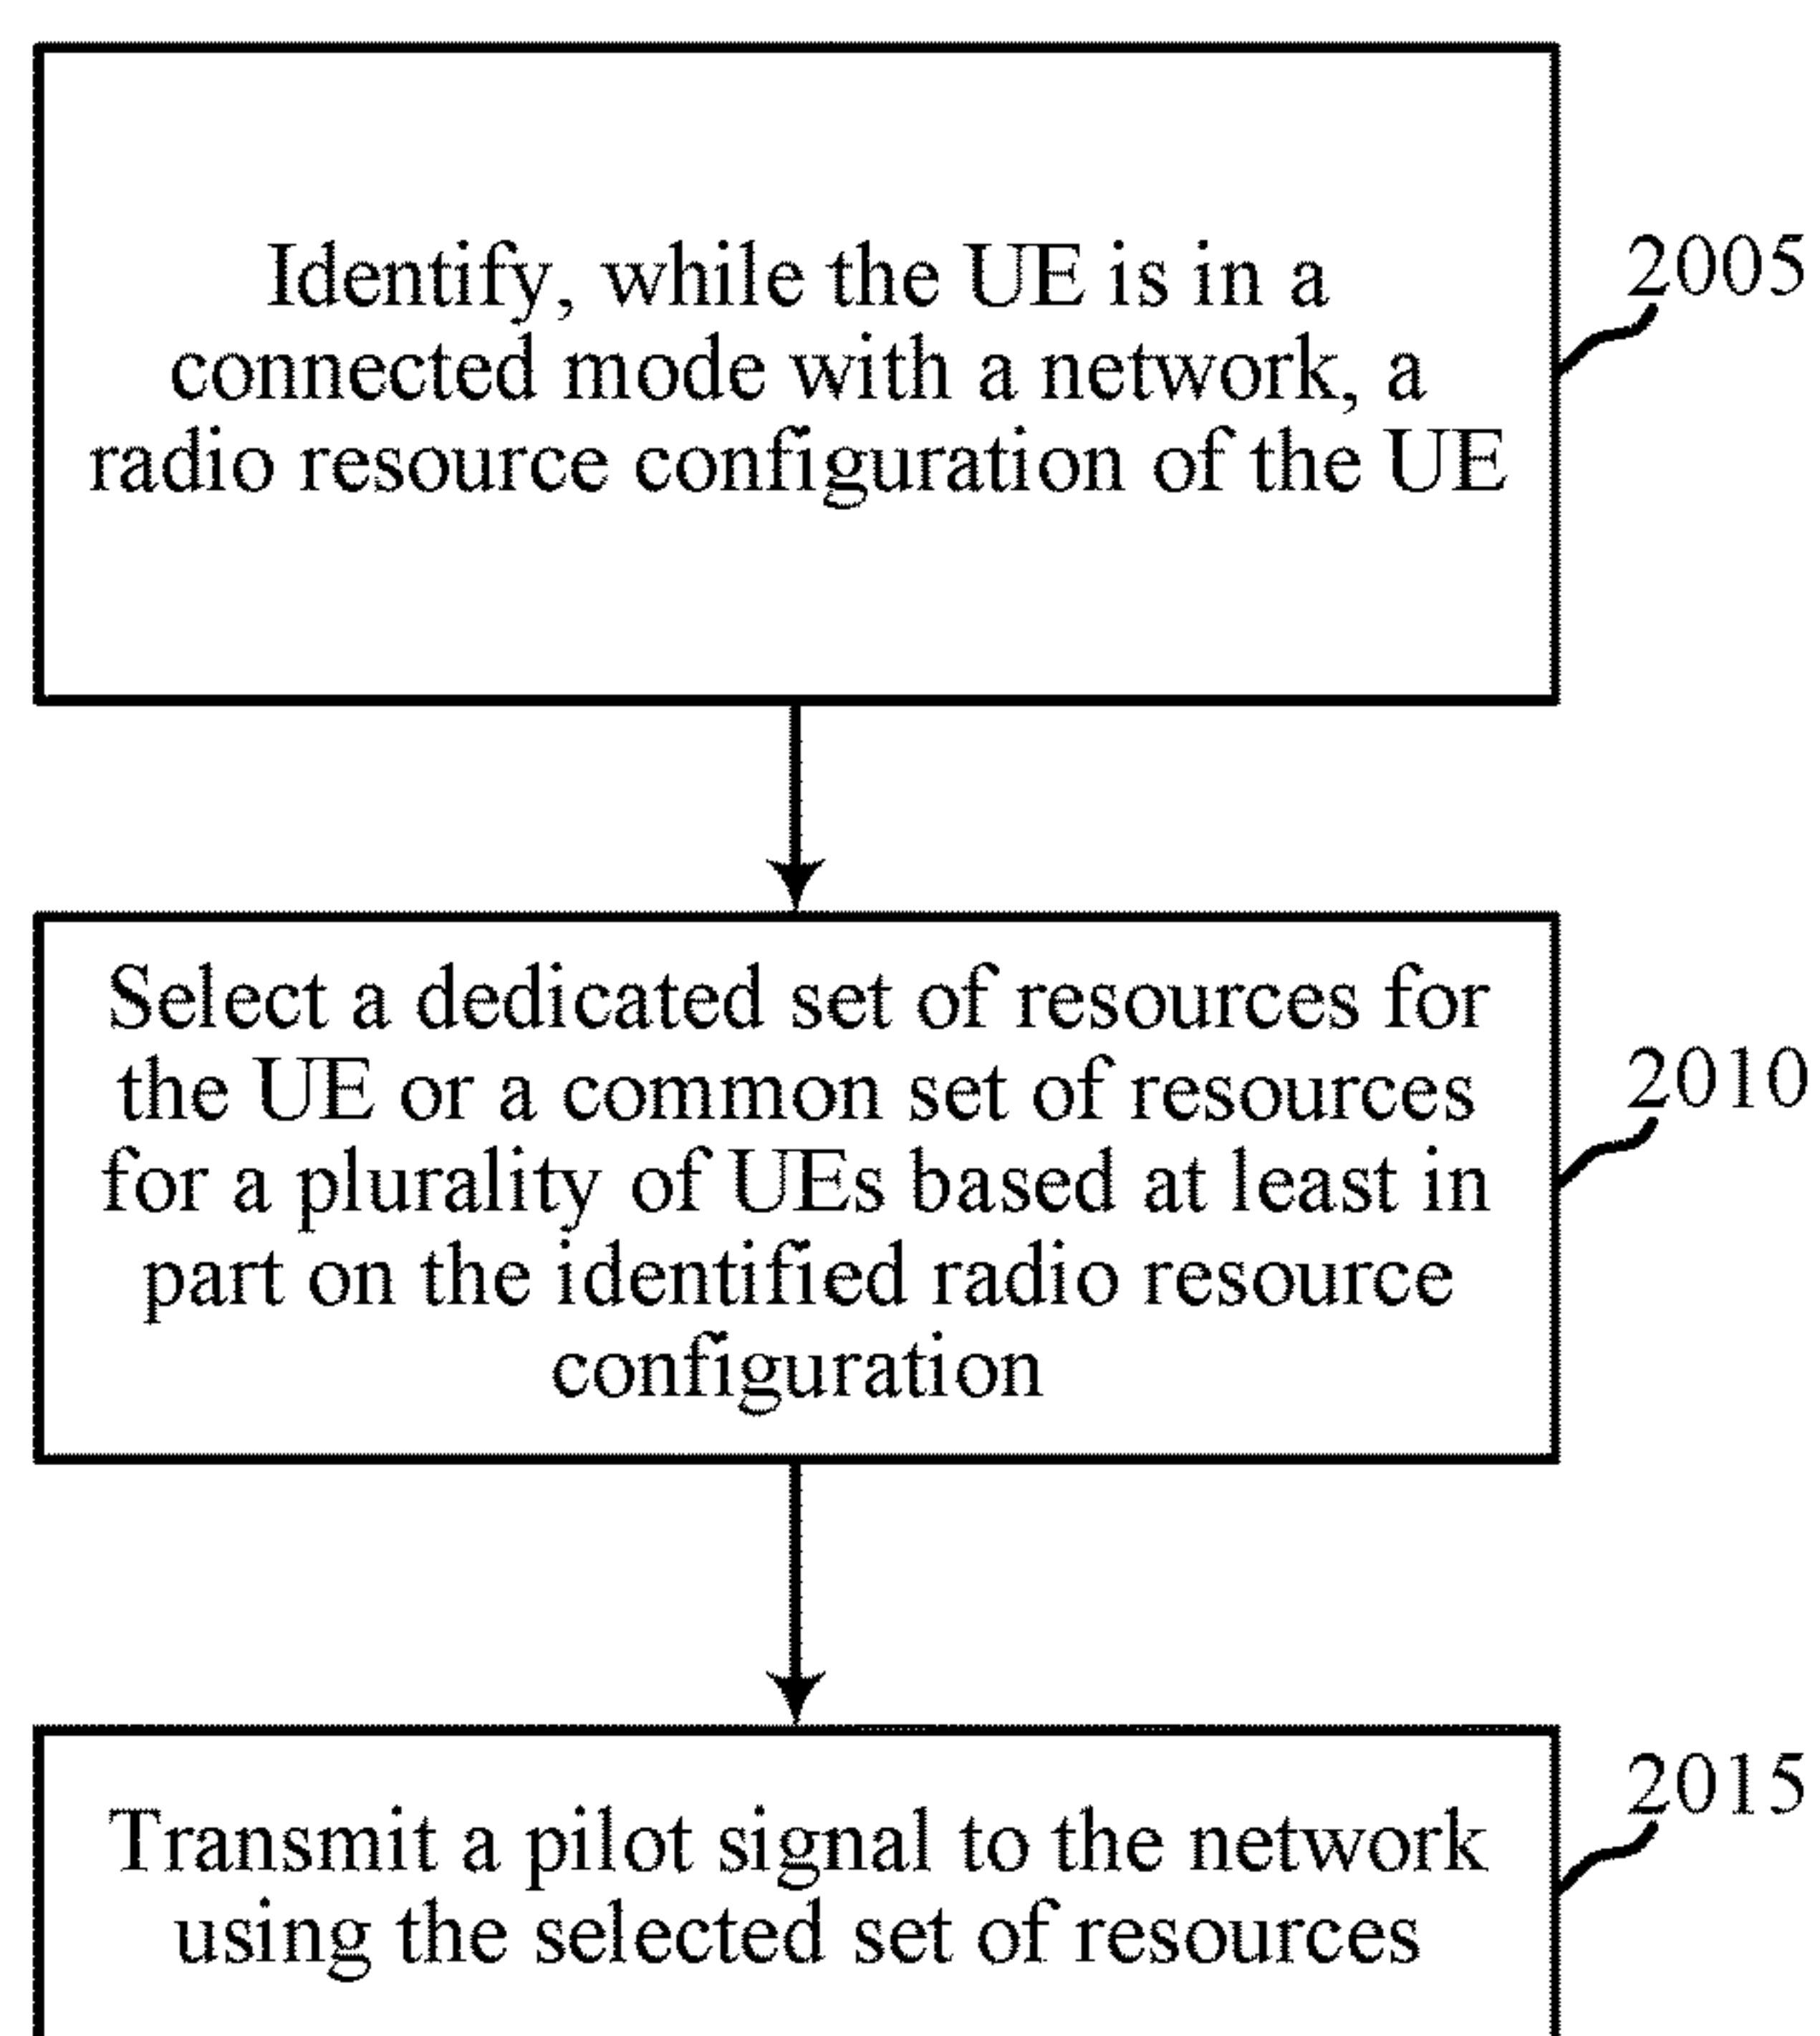 Identify, while the UE is in a
connected mode with a network, a
radio resource configuration of the UE
2005
Select a dedicated set of resources for
the UE or a common set of resources
for a plurality of UEs based at least in
part on the identified radio resource
configuration
2010
Transmit a pilot signal to the network
using the selected set of resources
2015